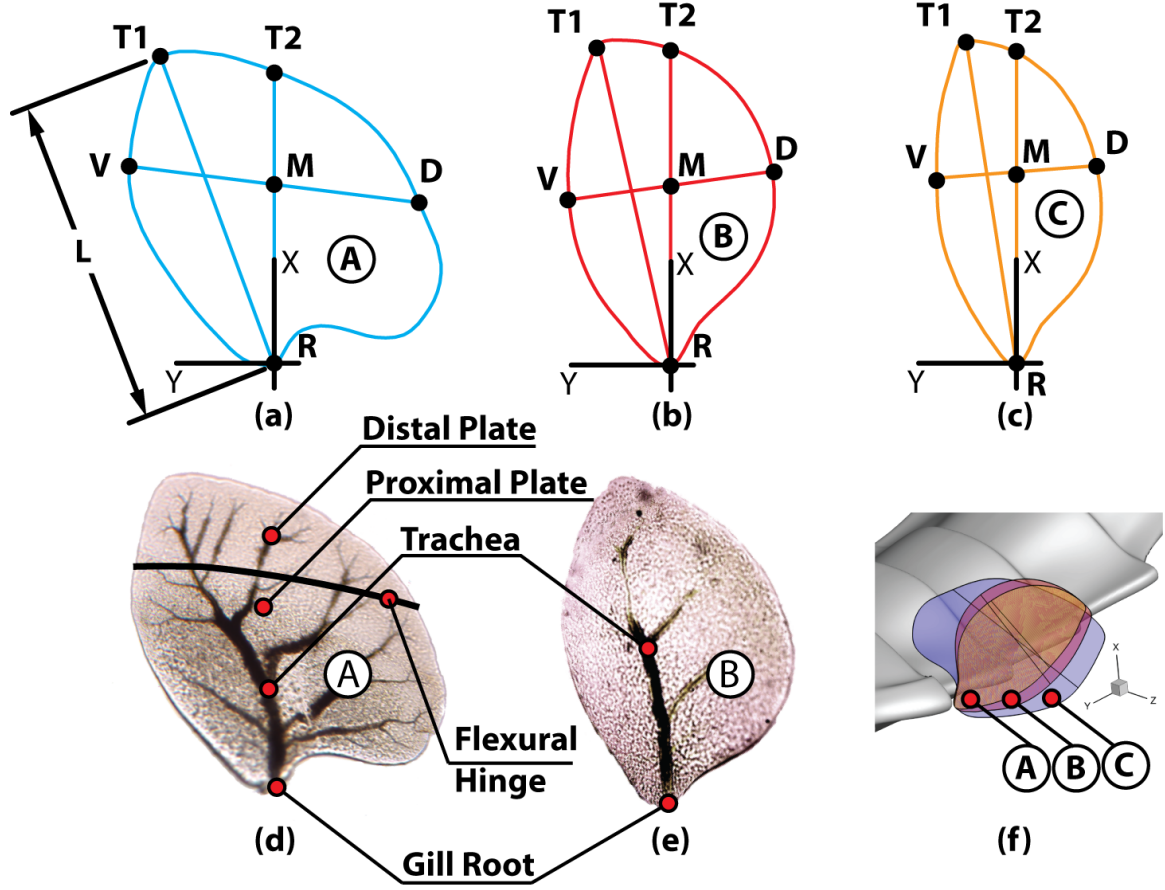 T1
T2
V
M
D
L
A
X
R
Y
(a)
T1
T2
V
M
D
B
X
R
Y
(b)
T1
T2
V
M
D
C
X
Y
R
(c)
Distal Plate
Proximal Plate
Trachea
A
B
Flexural
Hinge
(d)
Gill Root
(e)
X
Y
Z
A
B
C
(f)